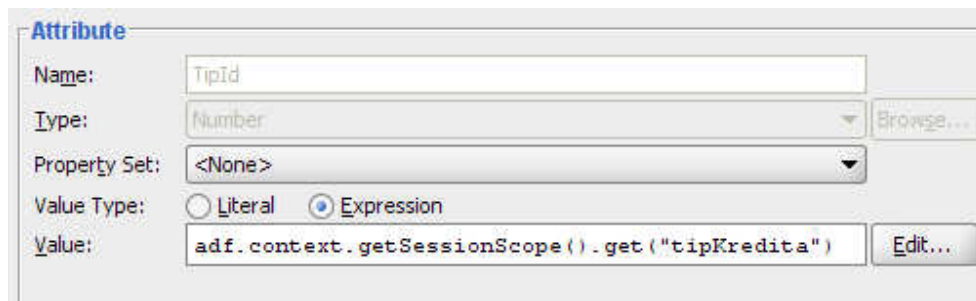 Attribute
Name: TipId
Type: Number Browse...
Property Set: <None>
Value Type: Literal Expression
Value: adf.context.getSessionScope().get("tipKredita") Edit...